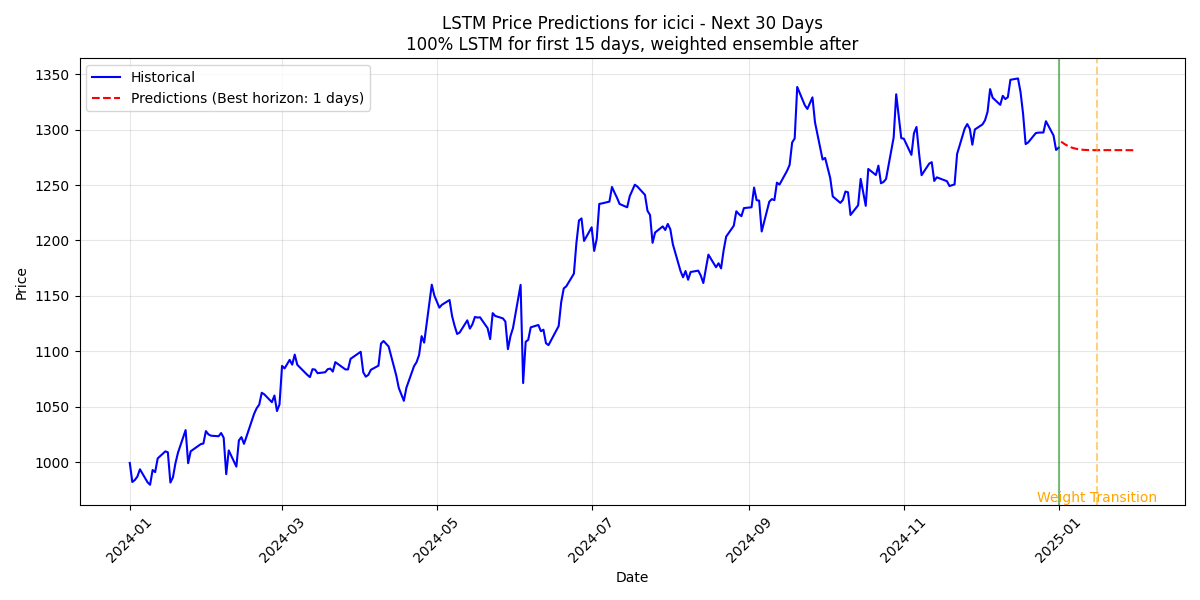 LSTM Price Predictions for icici - Next 30 Days
100% LSTM for first 15 days, weighted ensemble after
Historical
Predictions (Best horizon: 1 days)
Price
1350
1300
1250
1200
1150
1100
1050
1000
Weight Transition
2024-01
2024-03
2024-05
2024-07
2024-09
2024-11
2025-01
Date